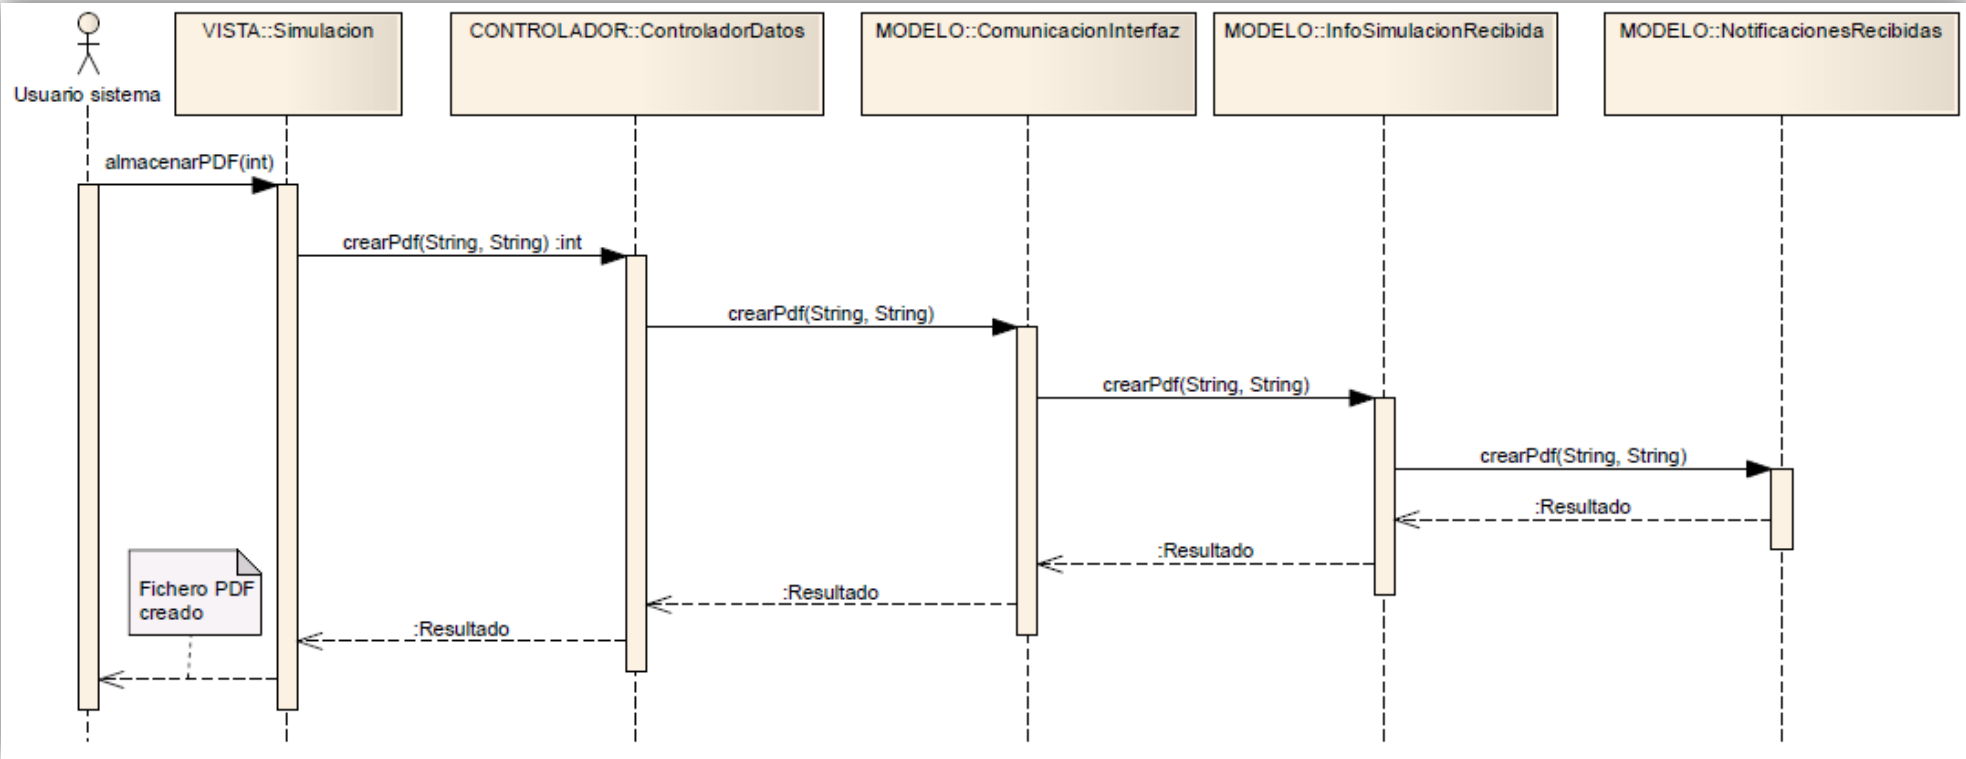 VISTA::Simulacion
CONTROLADOR::ControladorDatos
MODELO::ComunicacionInterfaz
MODELO::InfoSimulacionRecibida
MODELO::NotificacionesRecibidas
Usuario sistema
almacenarPDF(int)
crearPdf(String, String) :int
crearPdf(String, String)
crearPdf(String, String)
crearPdf(String, String)
:Resultado
:Resultado
:Resultado
:Resultado
Fichero PDF
creado